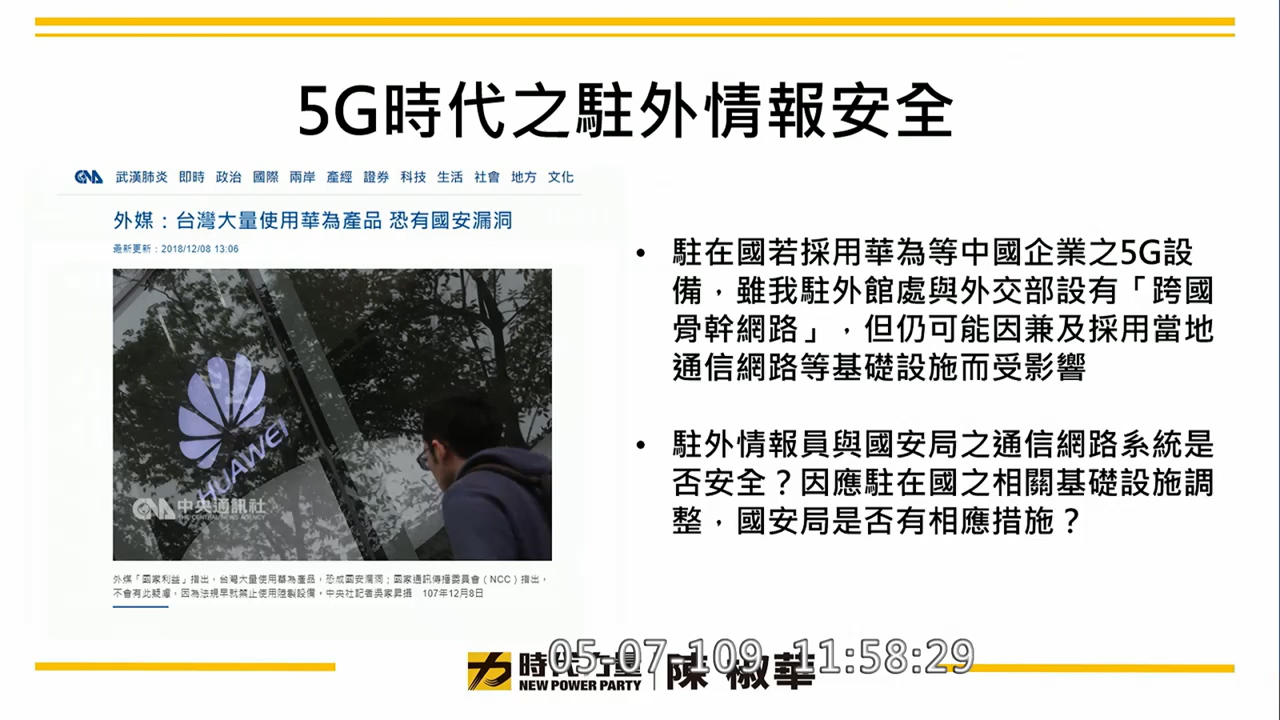 5G時代之駐外情報安全
CNA 武漢肺炎 即時 政治 國際 兩岸 產經 證券 科技 生活 社會 地方 文化
外媒：台灣大量使用華為產品 恐有國安漏洞
最新更新：2018/12/08 13:06
HUAWEI
CNA 中央通訊社
THE CENTRAL NEWS AGENCY
外媒「國家利益」指出，台灣大量使用華為產品，恐成國安漏洞；國家通訊傳播委員會（NCC）指出，
不會有此疑慮，因為法規早就禁止使用陸製設備。中央社記者吳家昇攝 107年12月8日
• 駐在國若採用華為等中國企業之5G設
備，雖我駐外館處與外交部設有「跨國
骨幹網路」，但仍可能因兼及採用當地
通信網路等基礎設施而受影響
• 駐外情報員與國安局之通信網路系統是
否安全？因應駐在國之相關基礎設施調
整，國安局是否有相應措施？
時代力量 陳椒華
NEW POWER PARTY
05-07-109 11:58:29